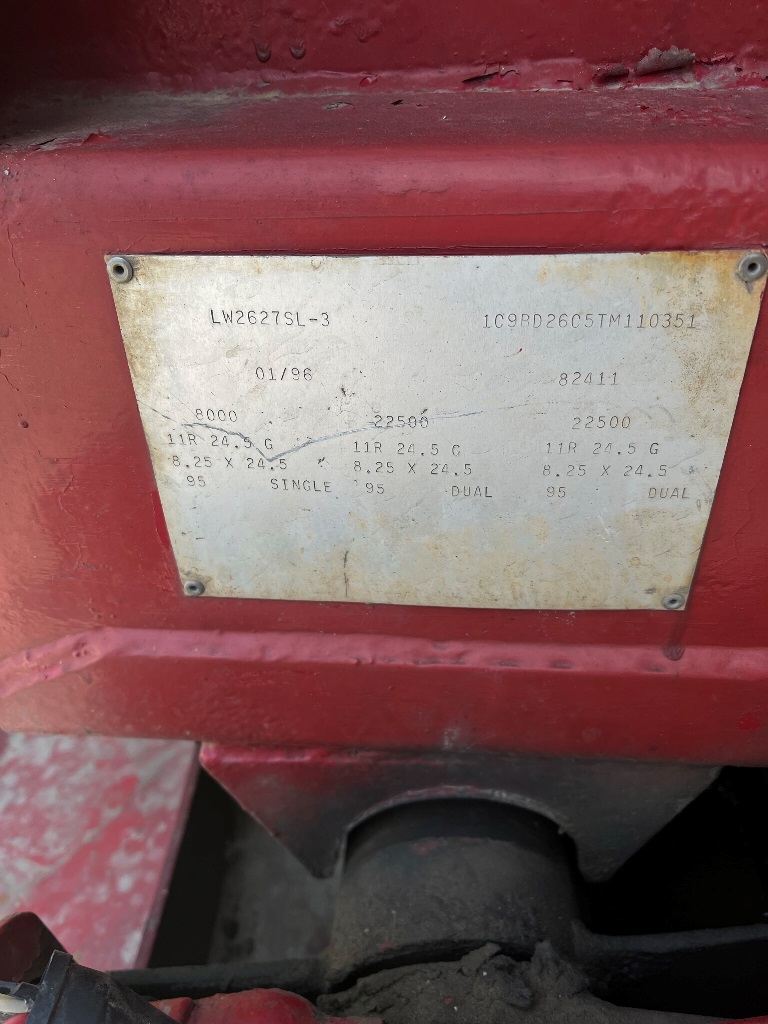 LW2627SL-3 1C9BD26C5TM110351
01/96 82411
8000 22500 22500
11R 24.5 G 11R 24.5 G 11R 24.5 G
8.25 X 24.5 8.25 X 24.5 8.25 X 24.5
95 SINGLE 95 DUAL 95 DUAL